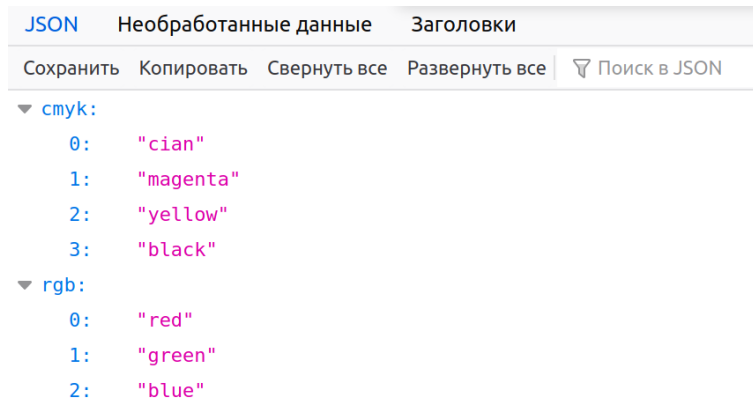 JSON Необработанные данные Заголовки
Сохранить Копировать Свернуть все Развернуть все Поиск в JSON
cmyk:
0: "cian"
1: "magenta"
2: "yellow"
3: "black"
rgb:
0: "red"
1: "green"
2: "blue"